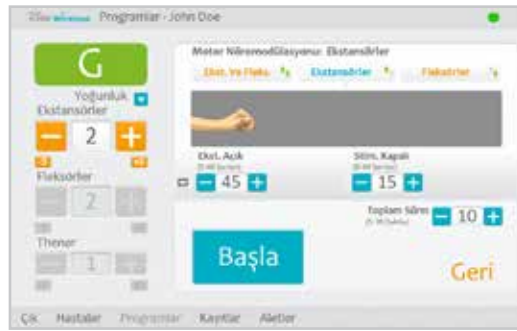 Programlar - John Doe
G
Yoğunluk
Ekstansörler
2
Fleksörler
2
Thenar
1
Motor Nöromodülasyonu: Ekstansörler
Ekst. Ve Fleks.
Ekstansörler
Fleksörler
Ekst. Açık
Stim. Kapalı
45
15
Toplam Süre
10
Başla
Geri
Çık Hastalar Programlar Kayıtlar Aletler